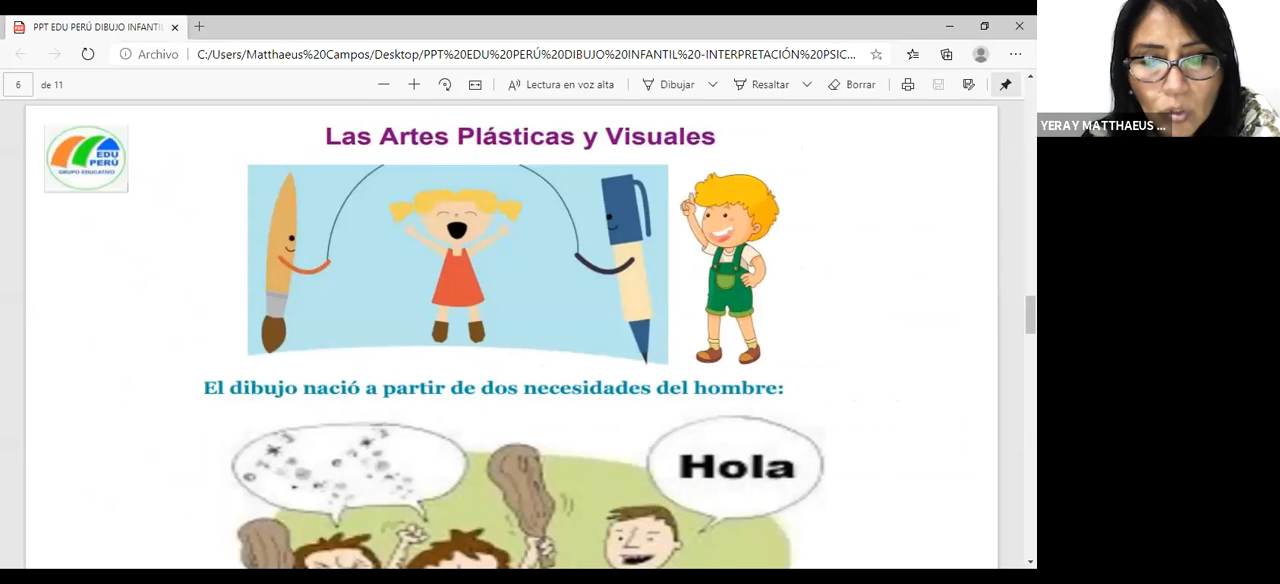 PPT EDU PERÚ DIBUJO INFANTI
Archivo
C:/Users/Matthaeus%20Campos/Desktop/PPT%20EDU%20PERÚ%20DIBUJO%20INFANTIL%20-INTERPRETACIÓN%20PSIC...
6 de 11
Lectura en voz alta
Dibujar
Resaltar
Borrar
YERAY MATTHAEUS ...
EDU
PERÚ
GRUPO EDUCATIVO
Las Artes Plásticas y Visuales
El dibujo nació a partir de dos necesidades del hombre:
Hola